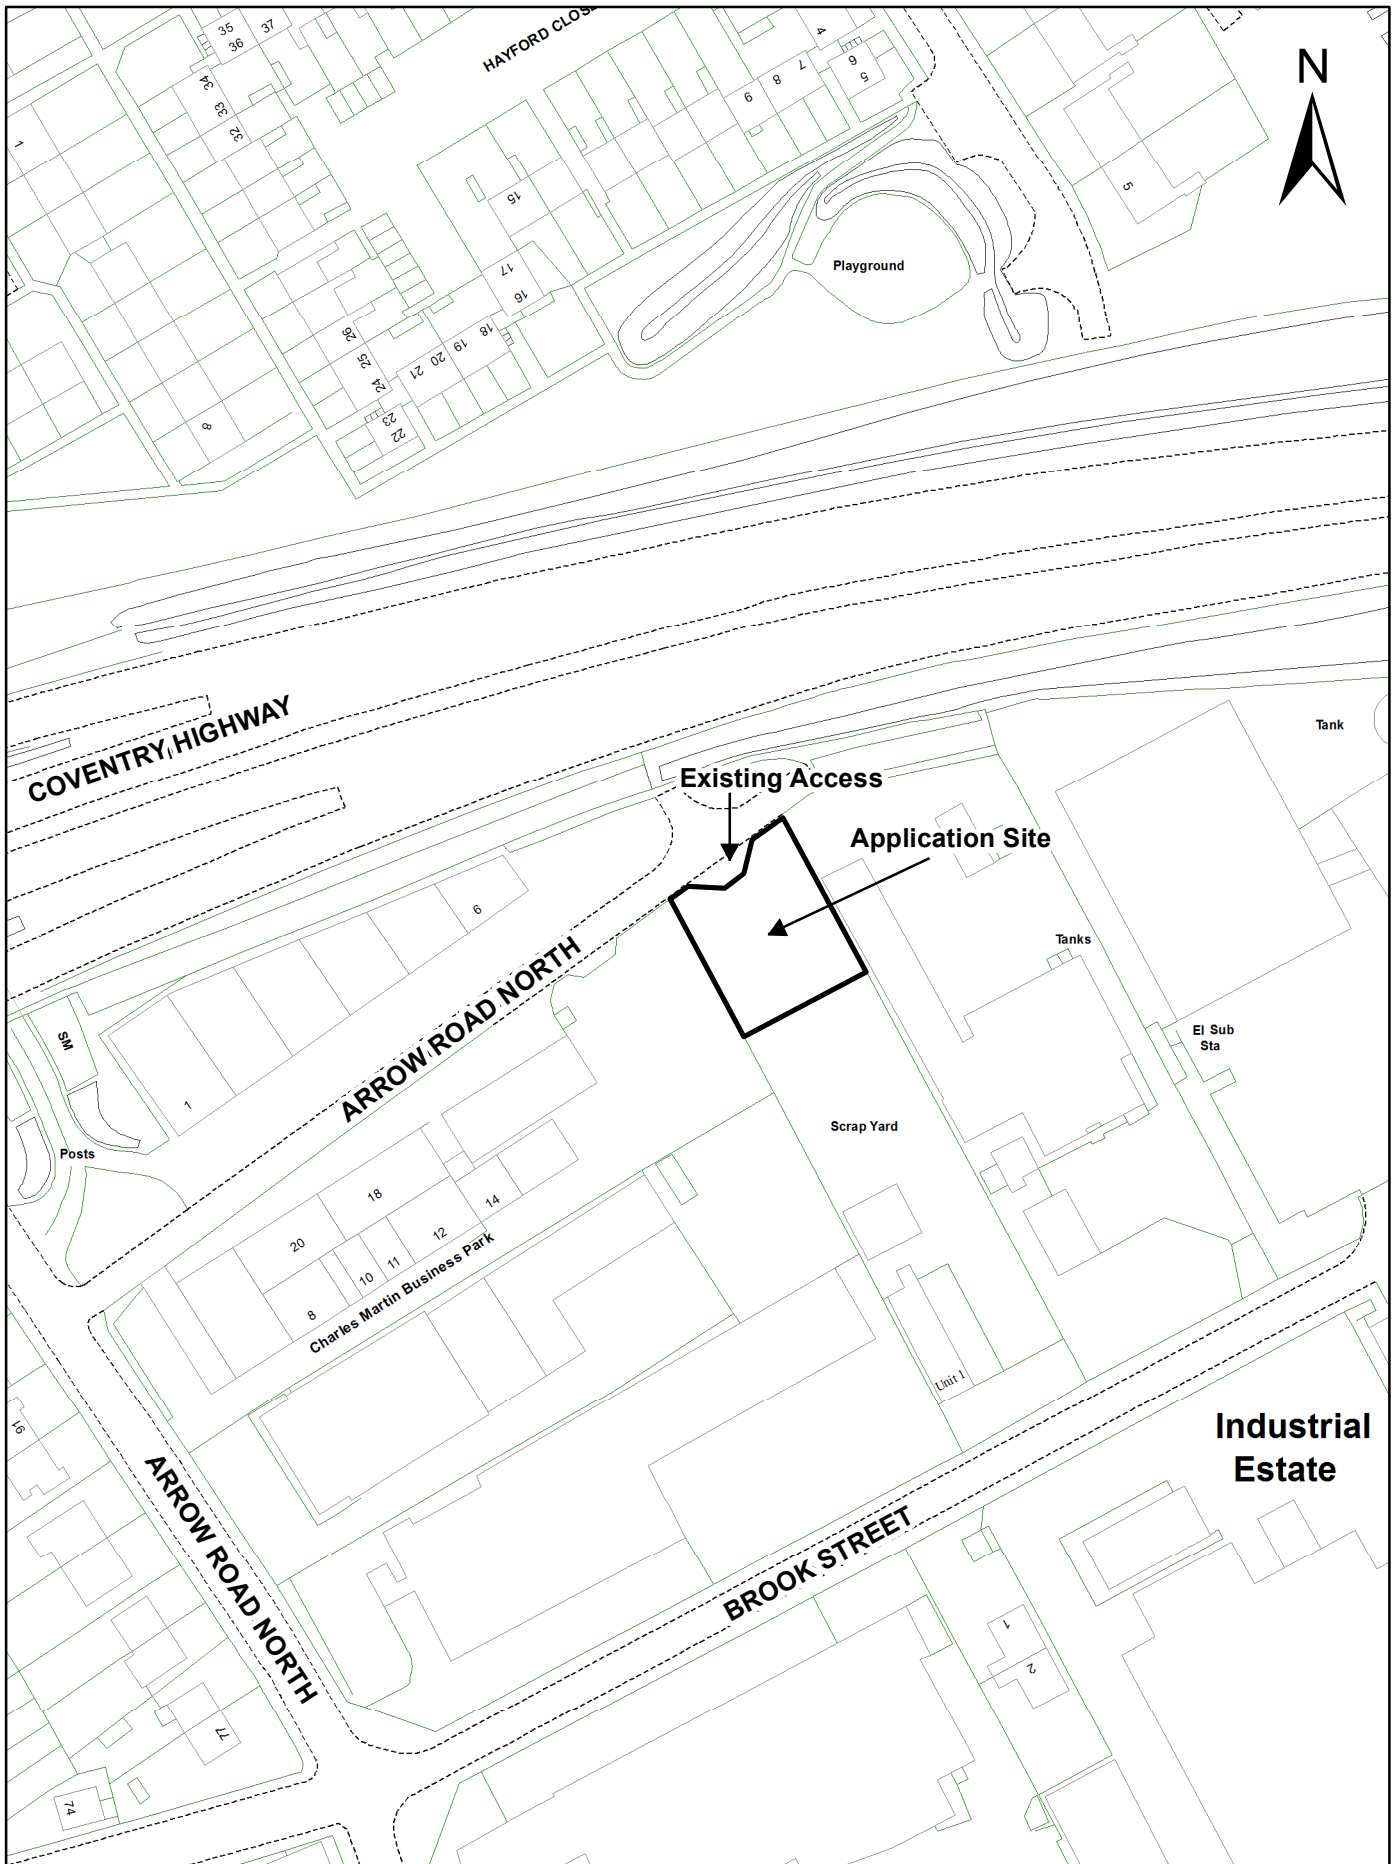 HAYFORD CLOSE
35
36
37
34
33
32
1
4
7
8
9
6
5
5
N
15
17
16
18
19
20
21
26
25
24
23
22
8
Playground
COVENTRY HIGHWAY
Tank
Existing Access
Application Site
6
Tanks
ARROW ROAD NORTH
El Sub
Sta
SM
1
Posts
Scrap Yard
18
20
14
12
11
10
8
Charles Martin Business Park
Unit 1
91
Industrial
Estate
ARROW ROAD NORTH
BROOK STREET
1
2
77
74